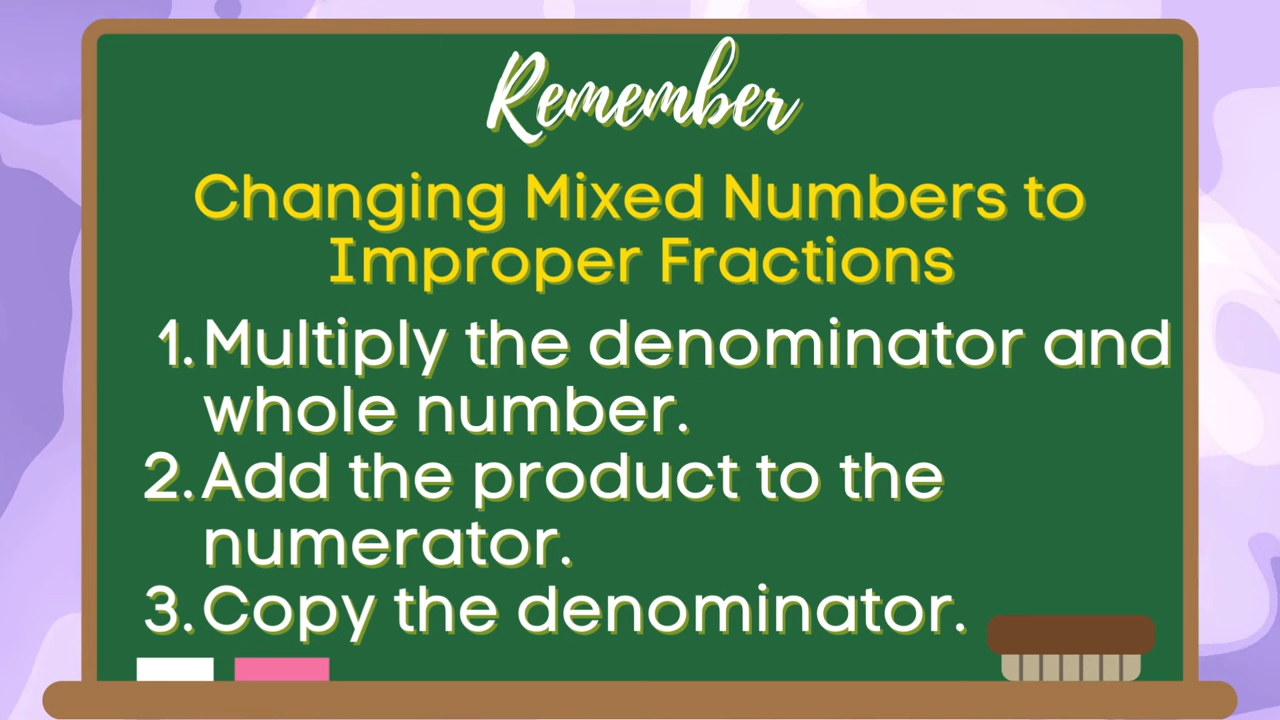 Remember
Changing Mixed Numbers to
Improper Fractions
1. Multiply the denominator and
whole number.
2. Add the product to the
numerator.
3. Copy the denominator.